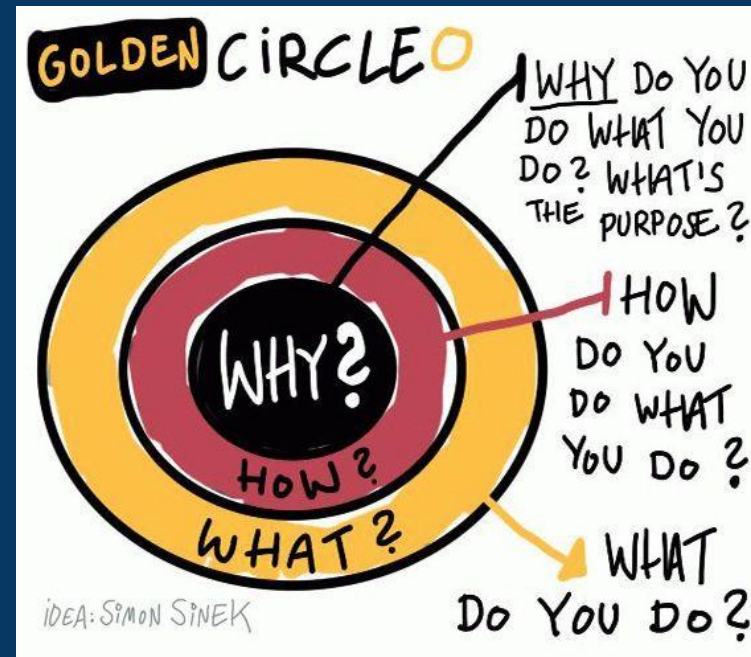 GOLDEN CIRCLE
WHY DO YOU
DO WHAT YOU
DO? WHAT'S
THE PURPOSE?
WHY?
HOW?
WHAT?
HOW
DO YOU
DO WHAT
YOU DO?
WHAT
DO YOU DO?
iDEA: SiMON SiNEK